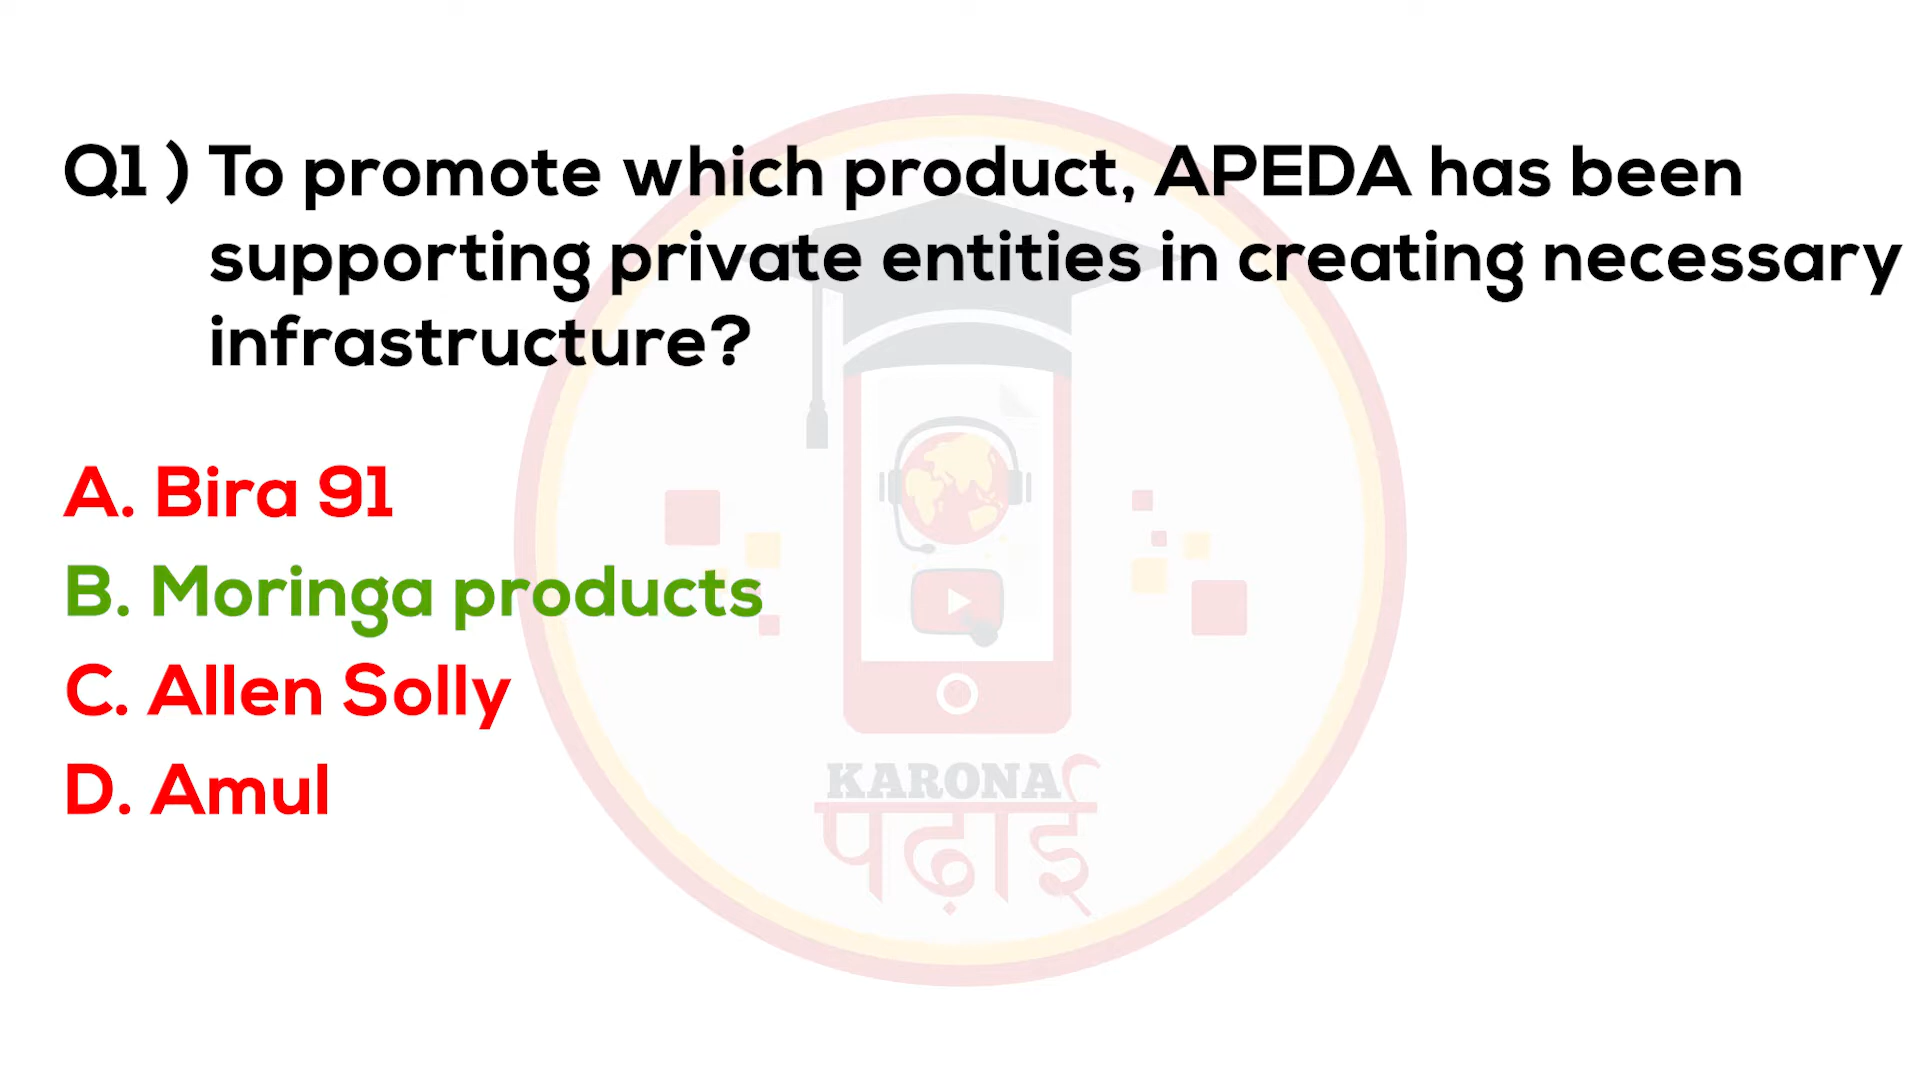 Q1 ) To promote which product, APEDA has been
supporting private entities in creating necessary
infrastructure?
A. Bira 91
B. Moringa products
C. Allen Solly
D. Amul
KARONA
पढ़ाई